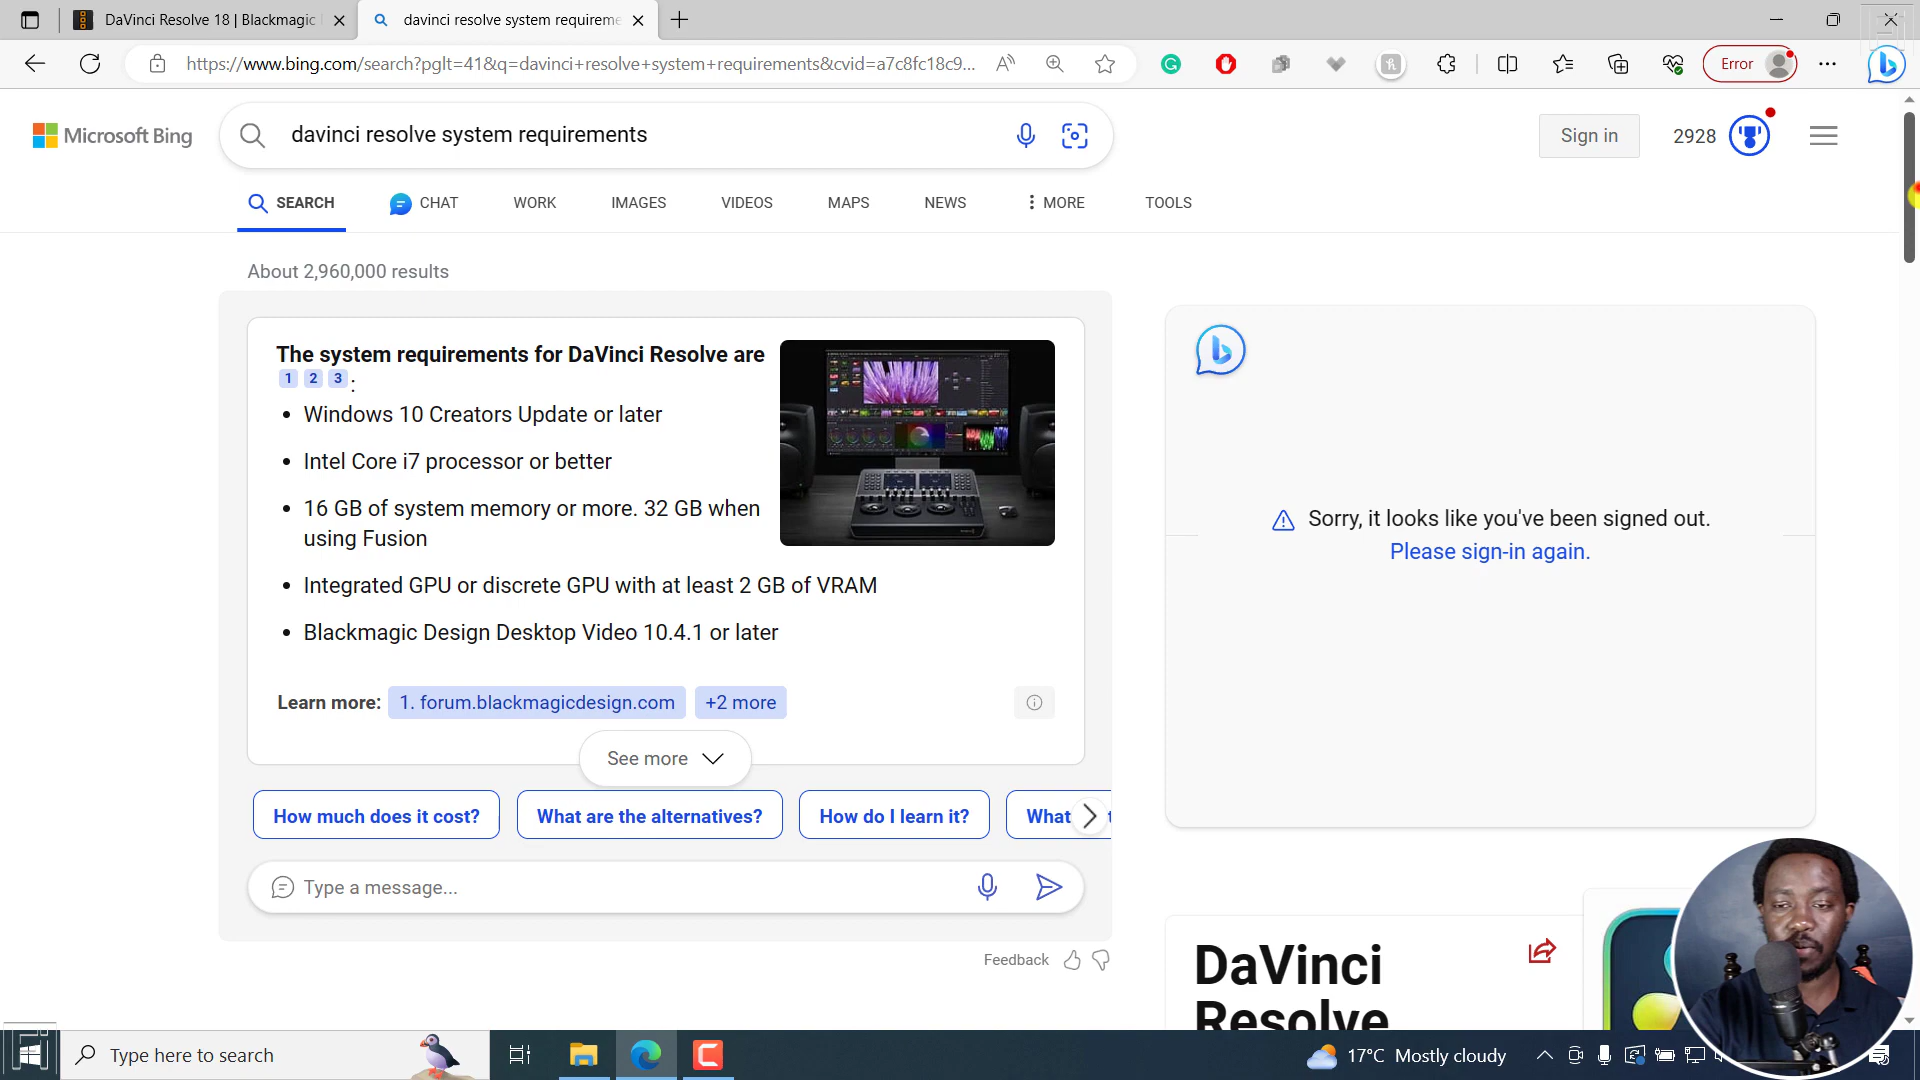 DaVinci Resolve 18 | Blackmagic
davinci resolve system requireme
https://www.bing.com/search?pglt=41&q=davinci+resolve+system+requirements&cvid=a7c8fc18c9...
Error
Microsoft Bing
davinci resolve system requirements
Sign in
2928
SEARCH
CHAT
WORK
IMAGES
VIDEOS
MAPS
NEWS
MORE
TOOLS
About 2,960,000 results
The system requirements for DaVinci Resolve are
1 2 3 :
• Windows 10 Creators Update or later
• Intel Core i7 processor or better
• 16 GB of system memory or more. 32 GB when
using Fusion
• Integrated GPU or discrete GPU with at least 2 GB of VRAM
• Blackmagic Design Desktop Video 10.4.1 or later
Learn more: 1. forum.blackmagicdesign.com +2 more
See more
How much does it cost?
What are the alternatives?
How do I learn it?
What
Type a message...
Feedback
Sorry, it looks like you've been signed out.
Please sign-in again.
DaVinci
Resolve
Type here to search
17°C Mostly cloudy